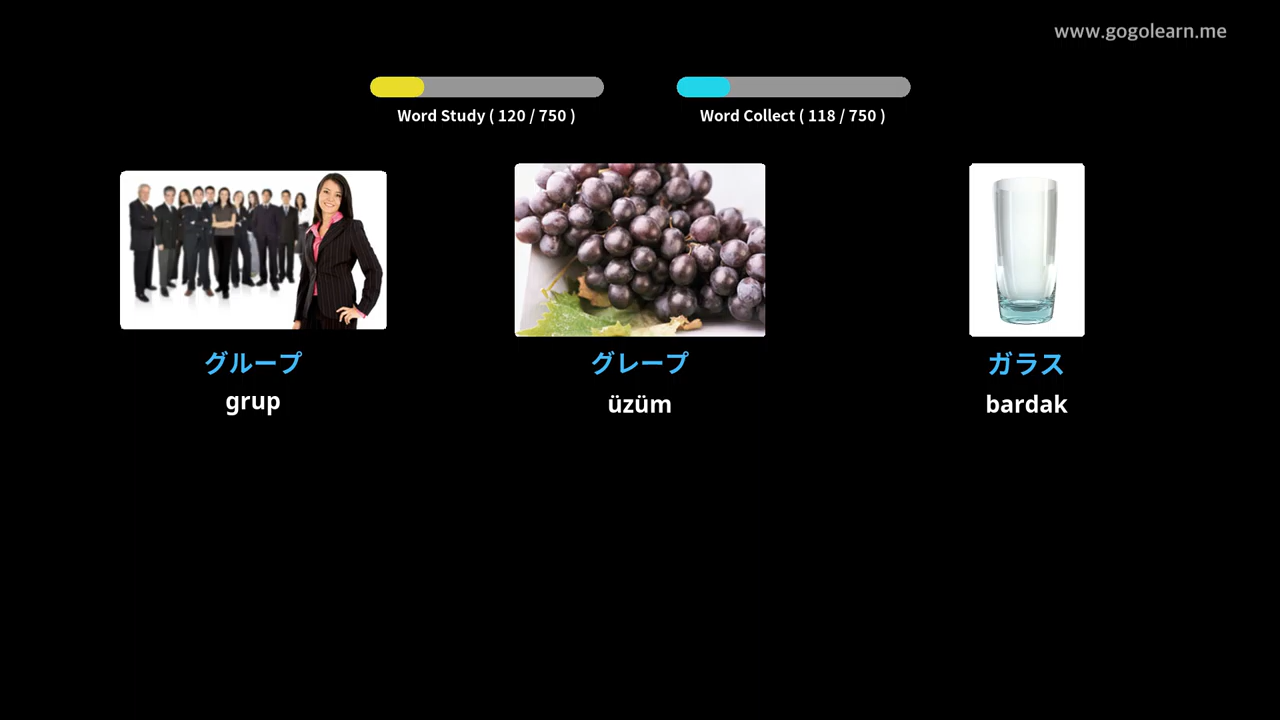 www.gogolearn.me
Word Study ( 120 / 750 )
Word Collect ( 118 / 750 )
グループ
グレープ
ガラス
grup
üzüm
bardak